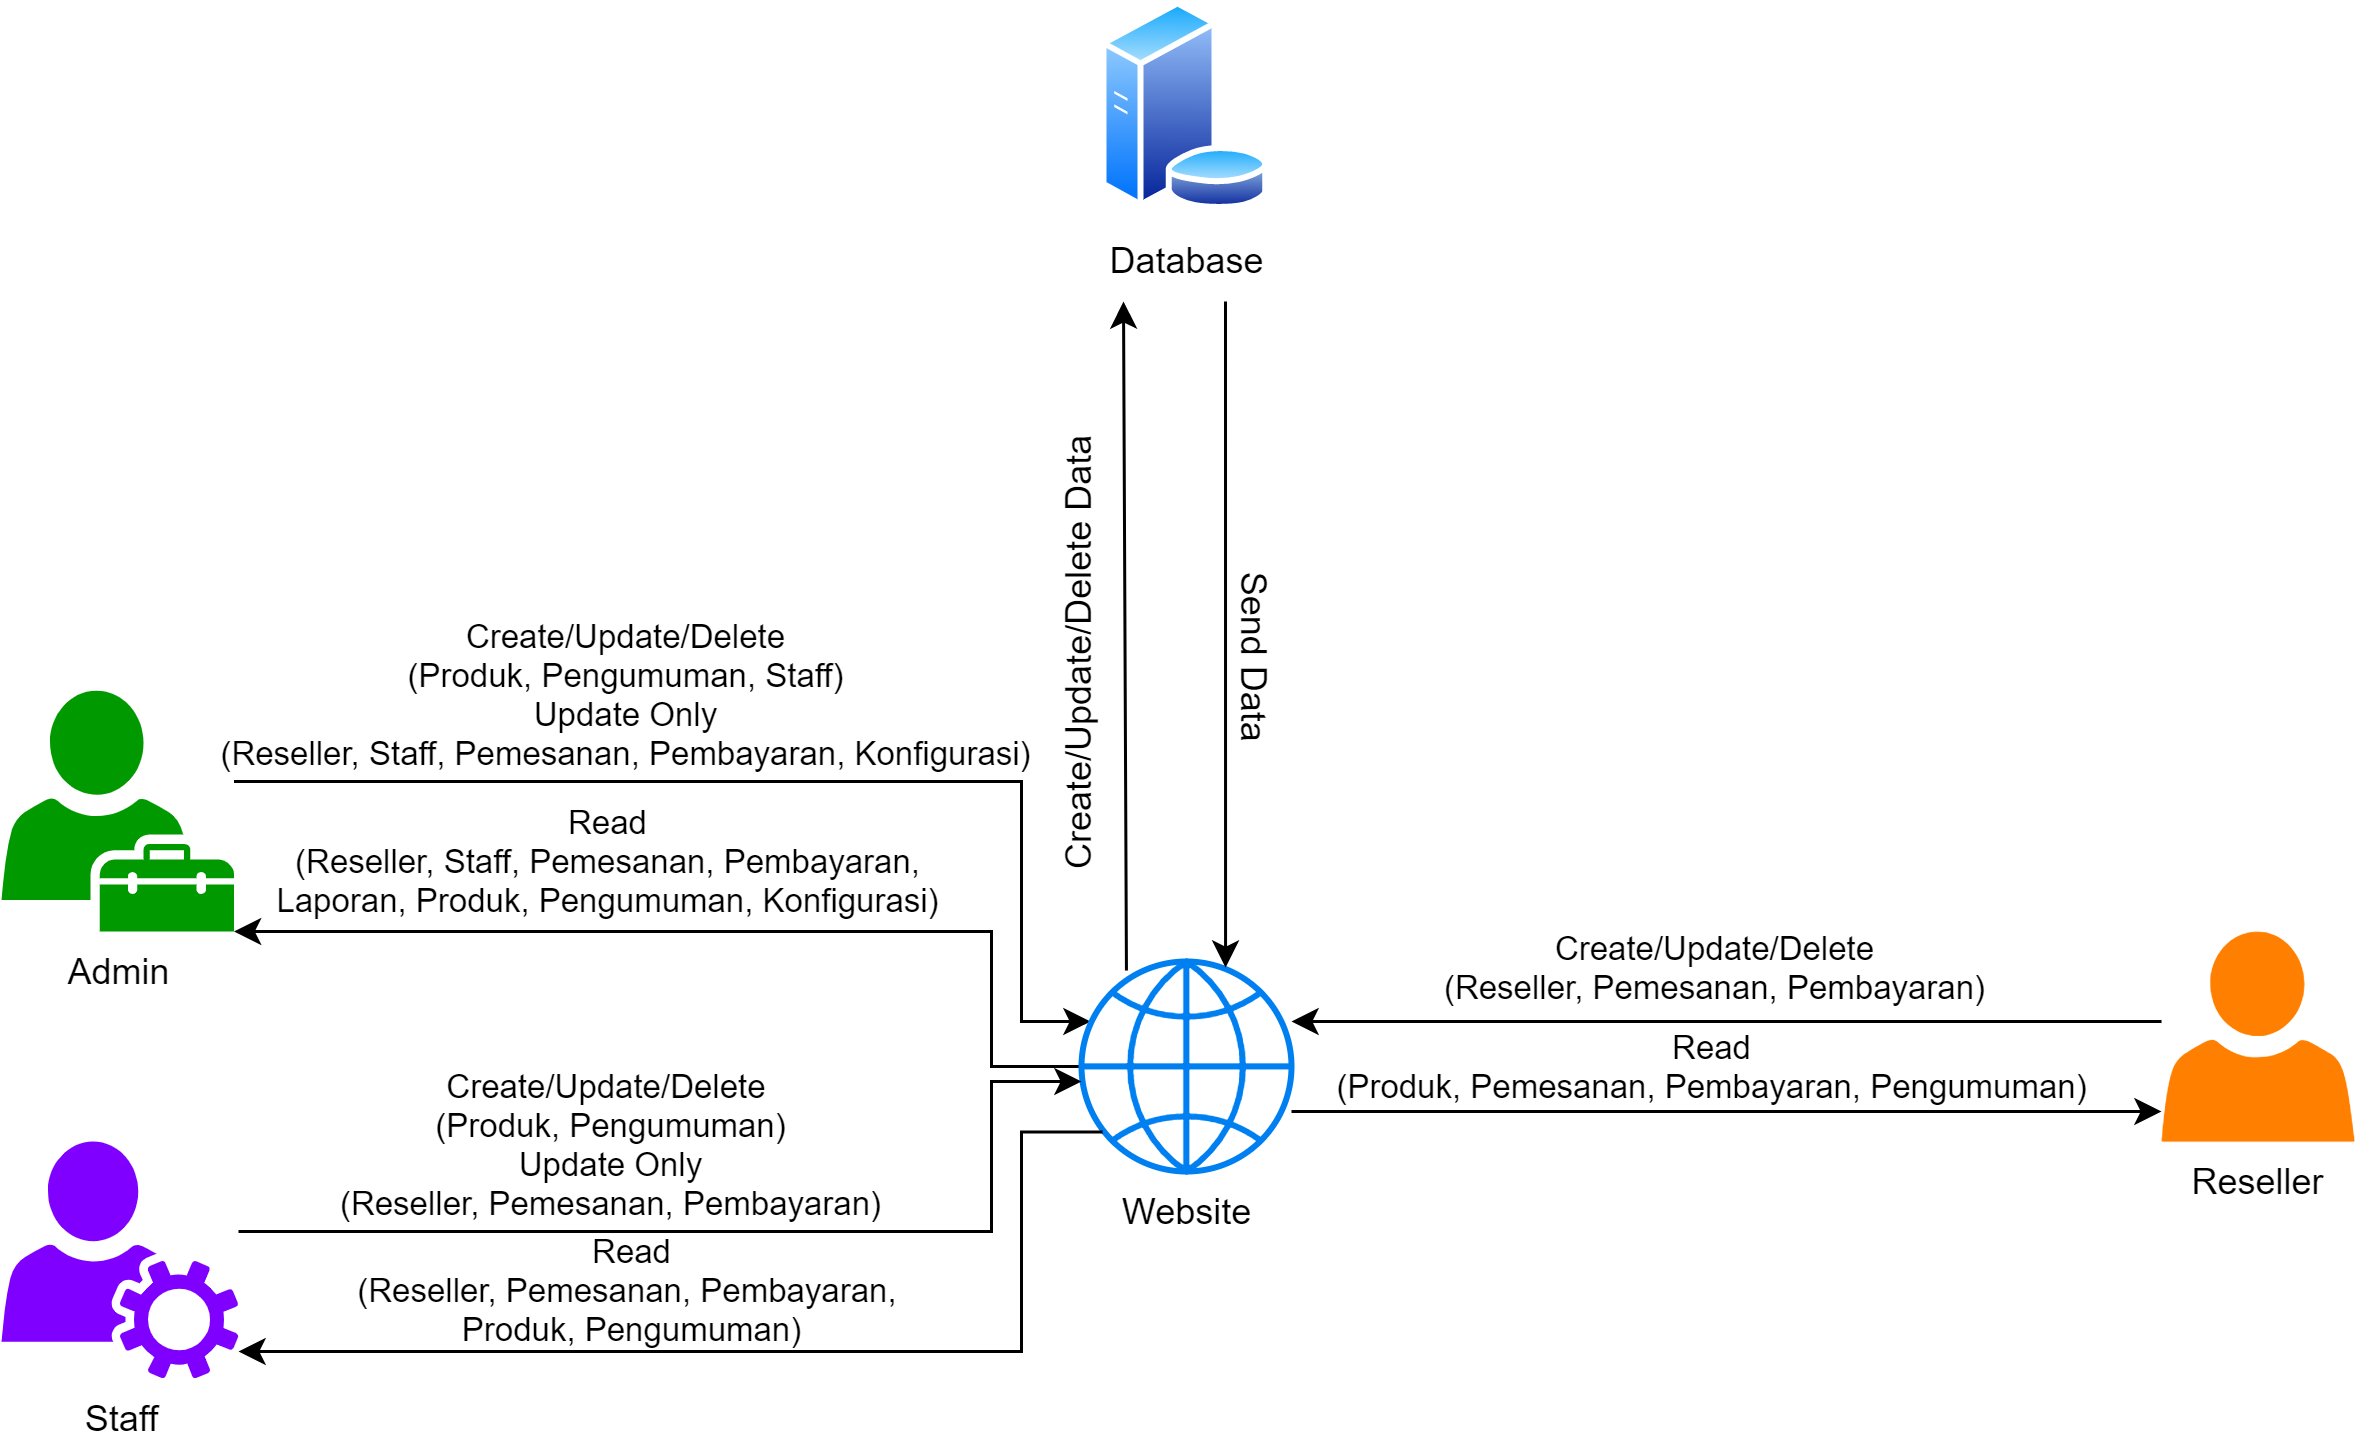 Database
Create/Update/Delete Data
Send Data
Create/Update/Delete
(Produk, Pengumuman, Staff)
Update Only
(Reseller, Staff, Pemesanan, Pembayaran, Konfigurasi)
Read
(Reseller, Staff, Pemesanan, Pembayaran,
Laporan, Produk, Pengumuman, Konfigurasi)
Admin
Create/Update/Delete
(Reseller, Pemesanan, Pembayaran)
Read
(Produk, Pemesanan, Pembayaran, Pengumuman)
Reseller
Website
Create/Update/Delete
(Produk, Pengumuman)
Update Only
(Reseller, Pemesanan, Pembayaran)
Read
(Reseller, Pemesanan, Pembayaran,
Produk, Pengumuman)
Staff